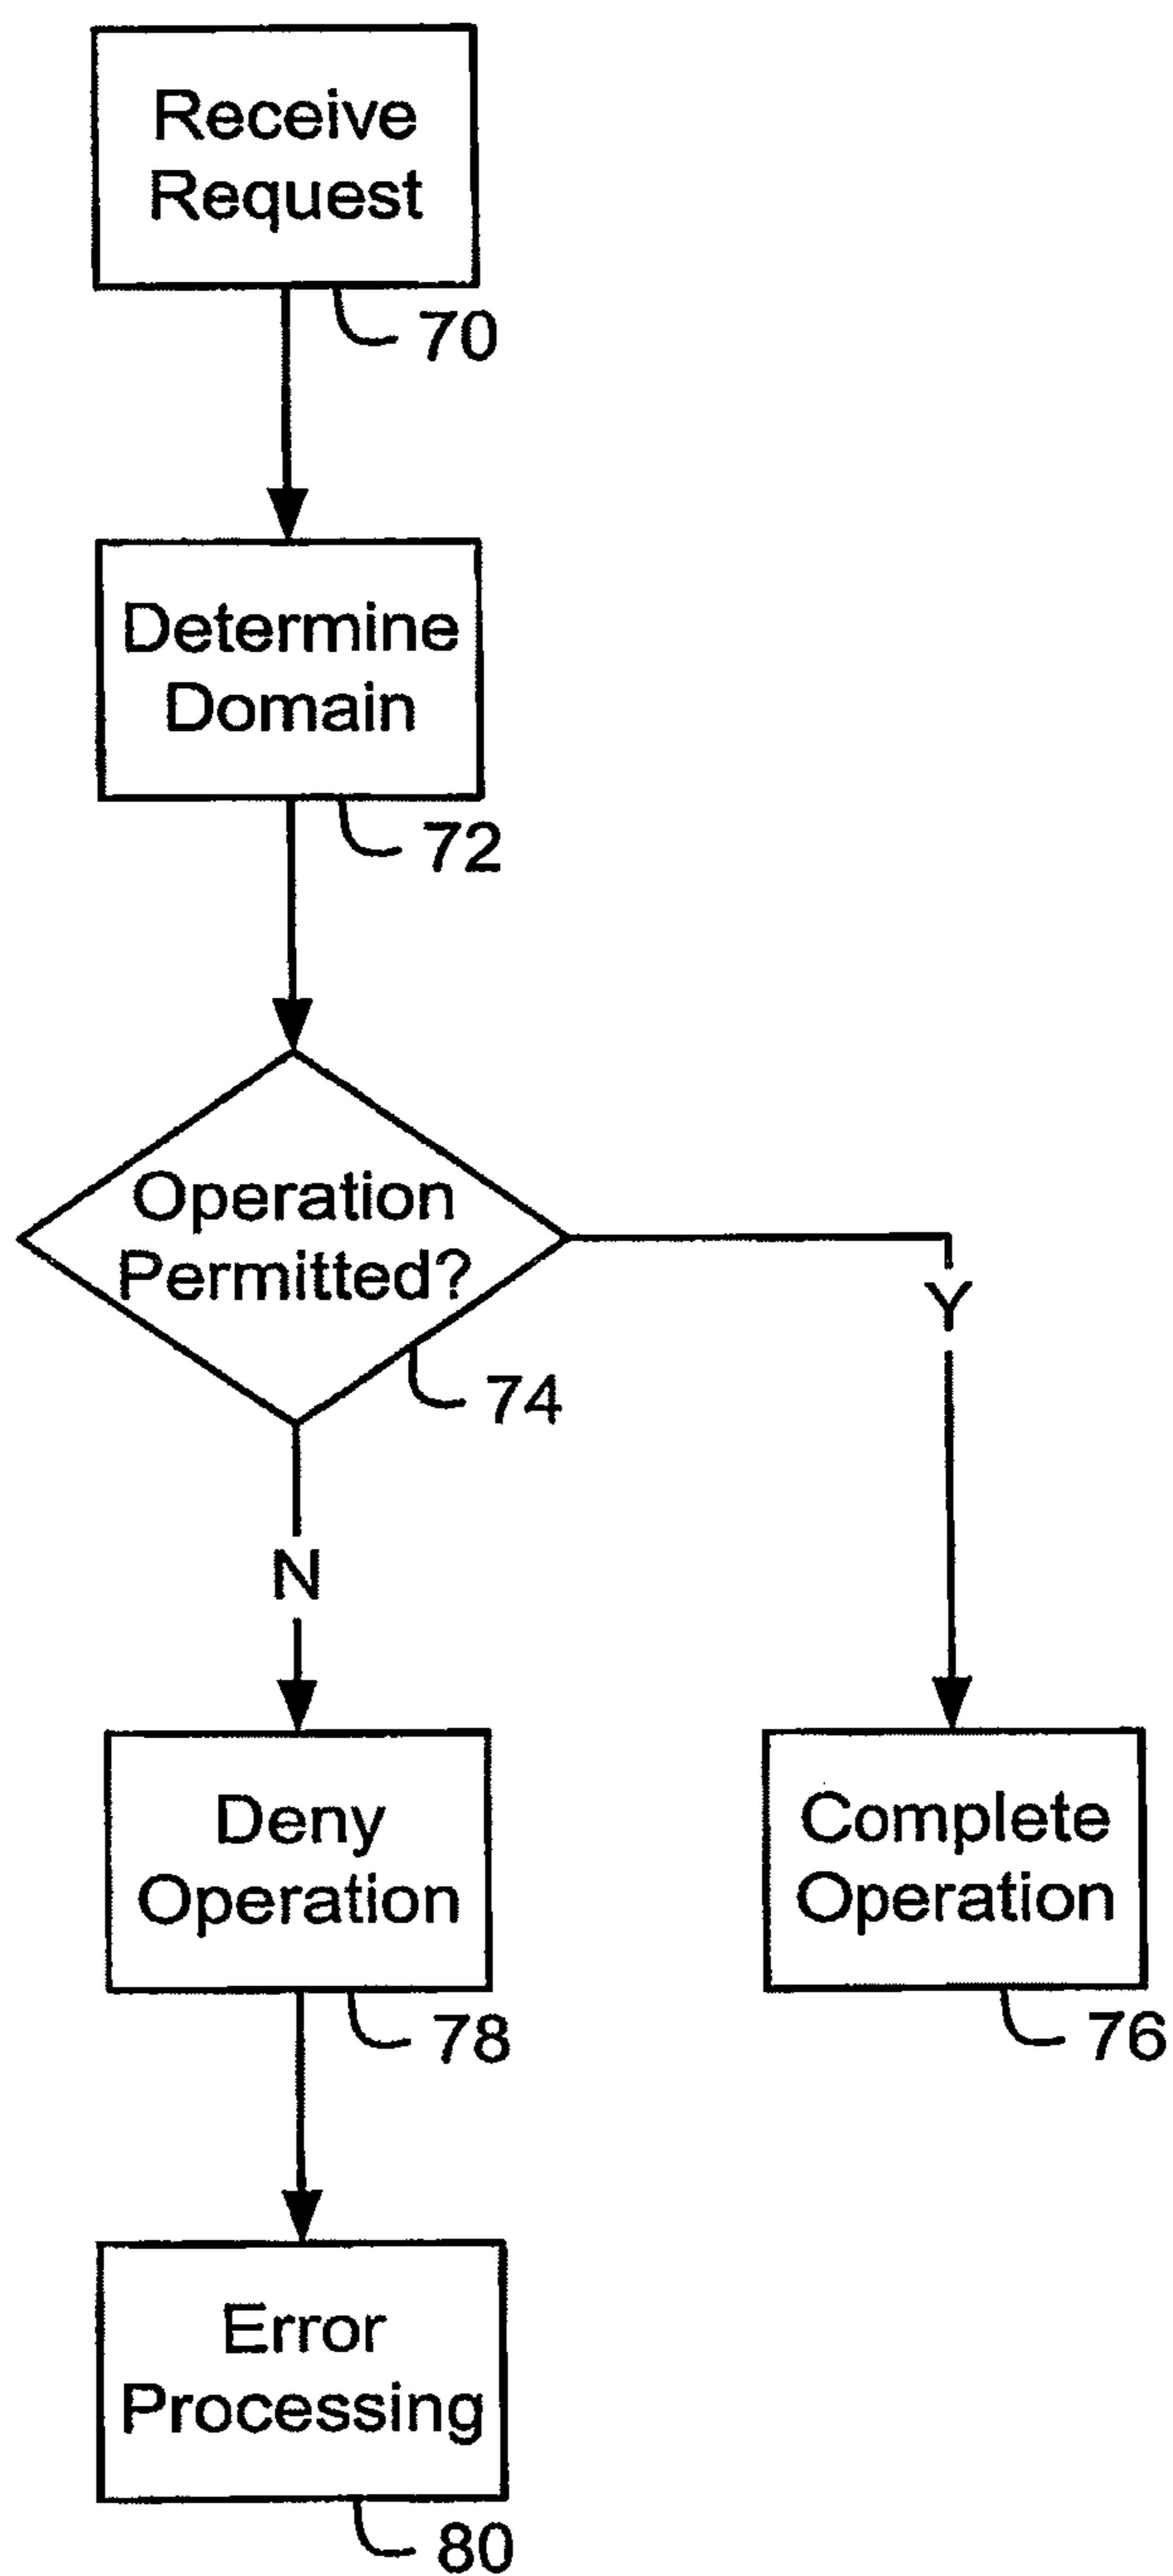 Receive
Request
70
Determine
Domain
72
Operation
Permitted?
74
Y
N
Deny
Operation
78
Complete
Operation
76
Error
Processing
80